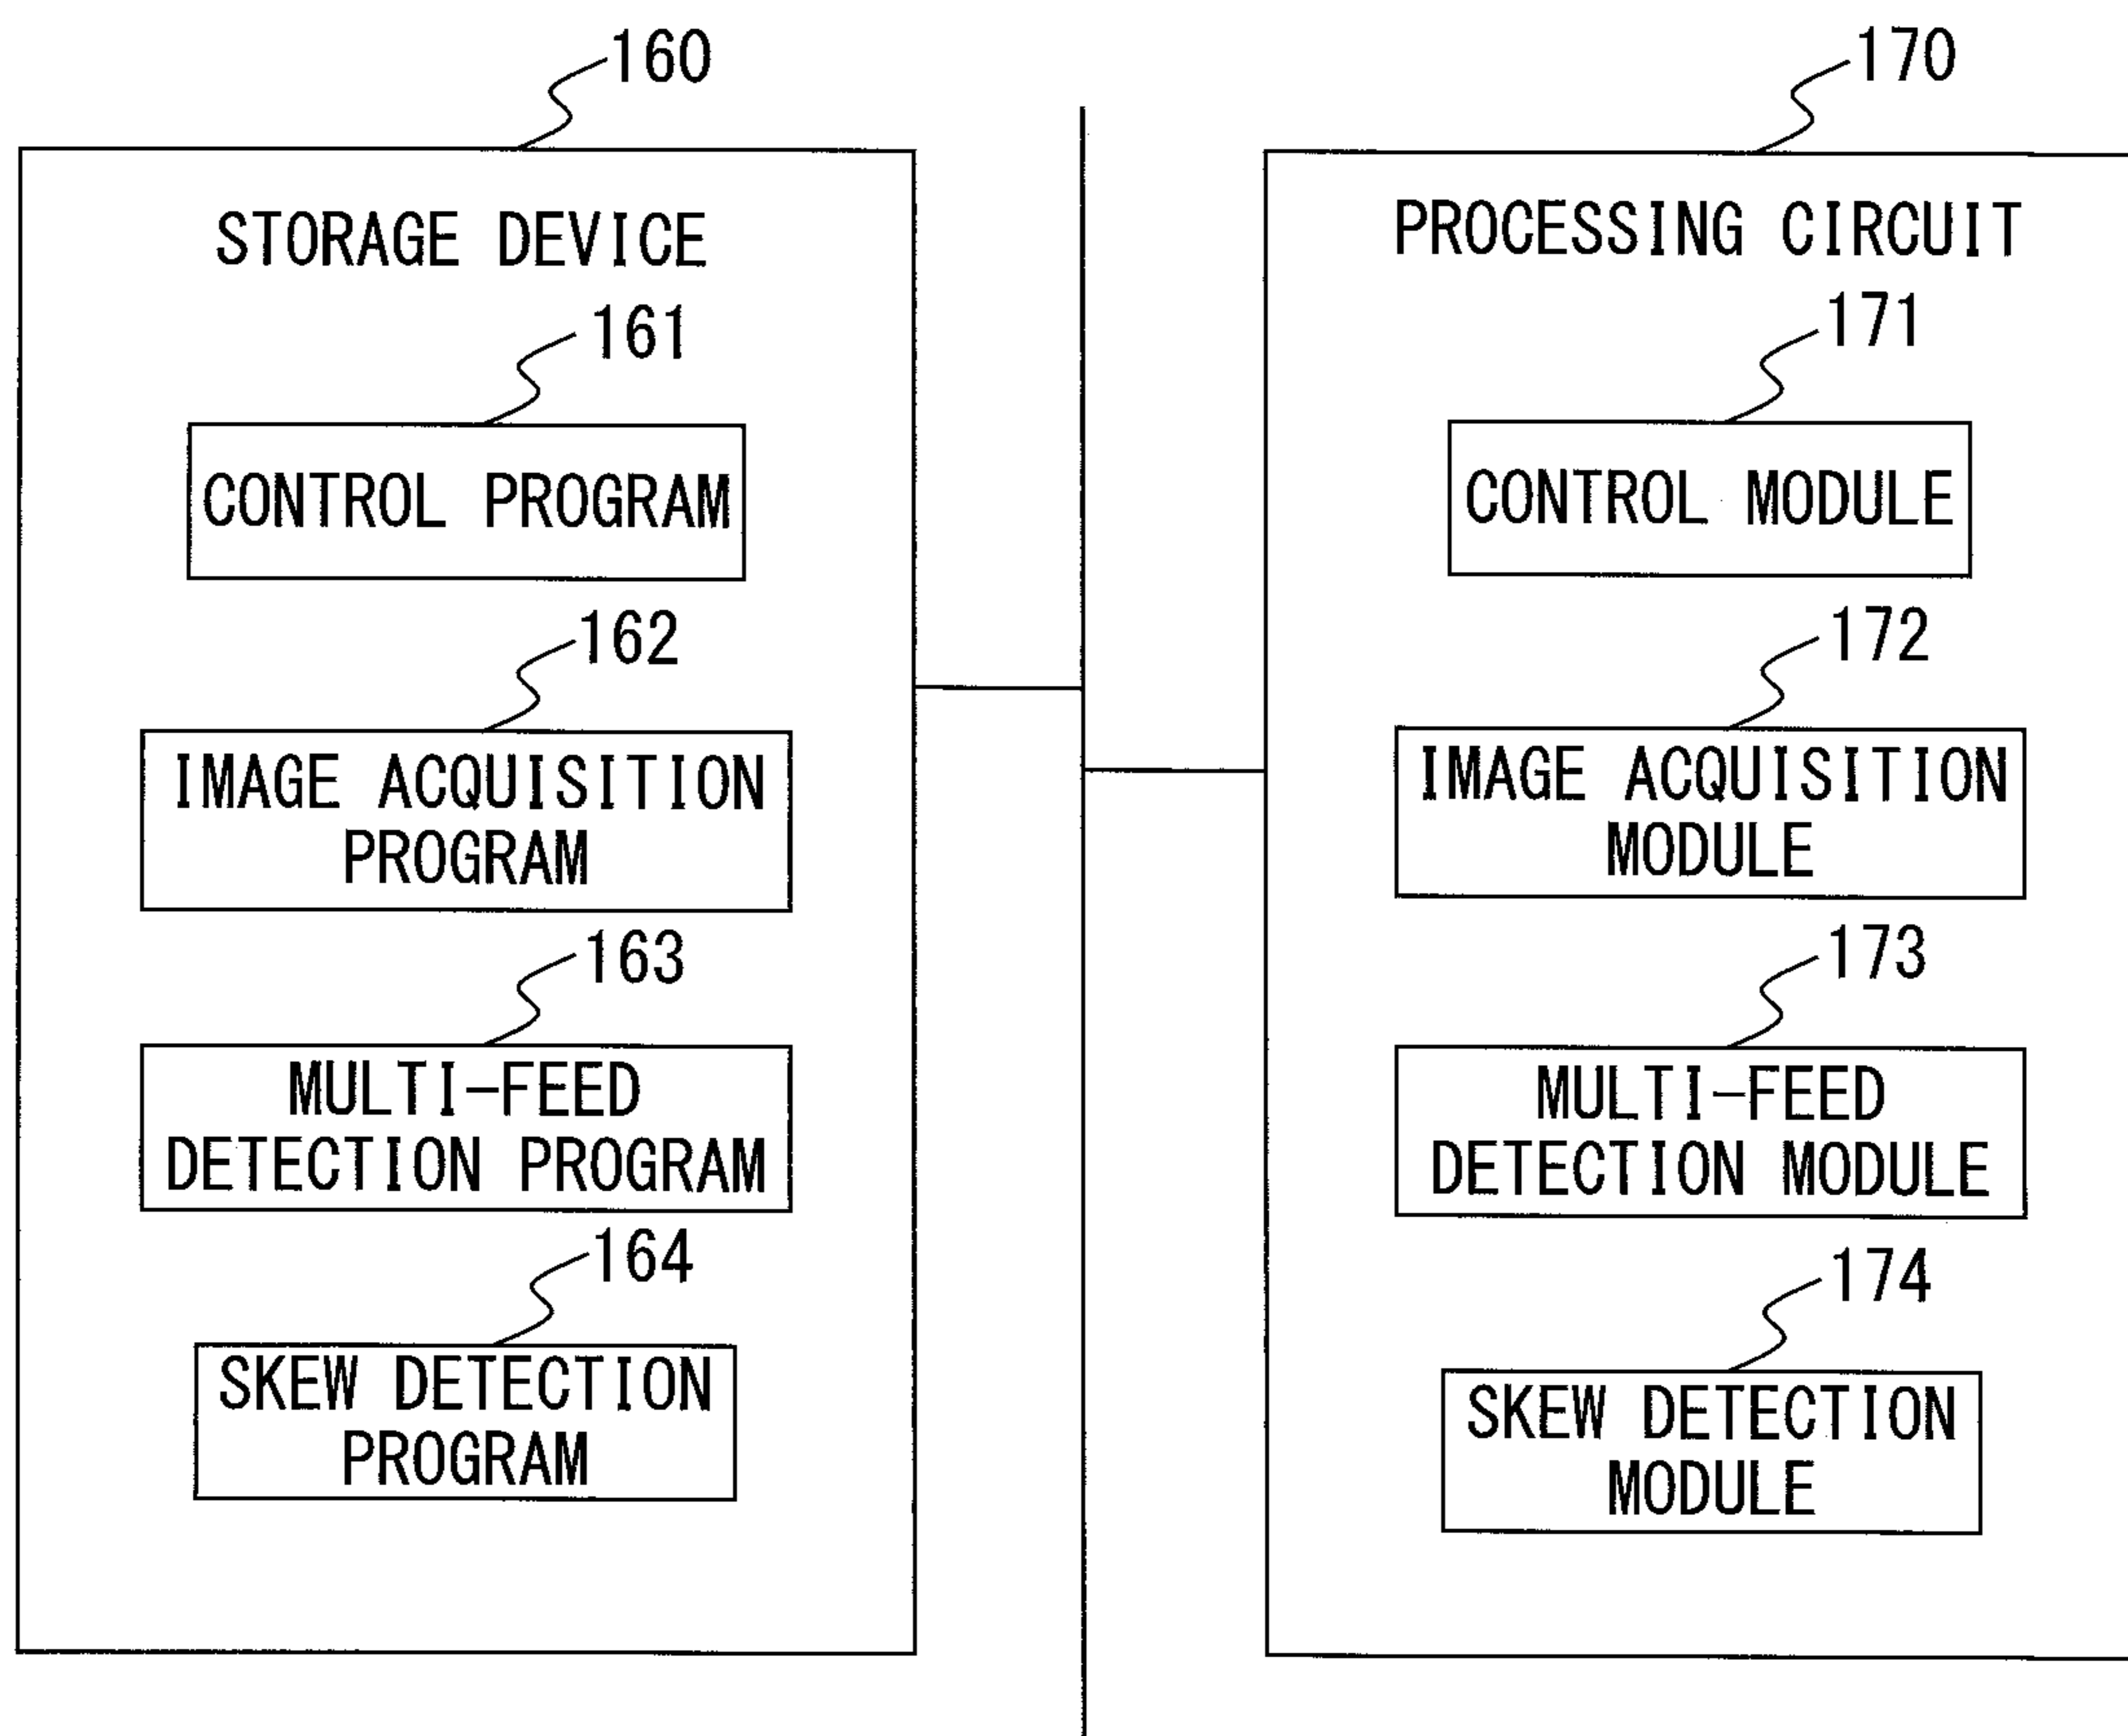 160
STORAGE DEVICE
161
CONTROL PROGRAM
162
IMAGE ACQUISITION
PROGRAM
163
MULTI-FEED
DETECTION PROGRAM
164
SKEW DETECTION
PROGRAM
170
PROCESSING CIRCUIT
171
CONTROL MODULE
172
IMAGE ACQUISITION
MODULE
173
MULTI-FEED
DETECTION MODULE
174
SKEW DETECTION
MODULE